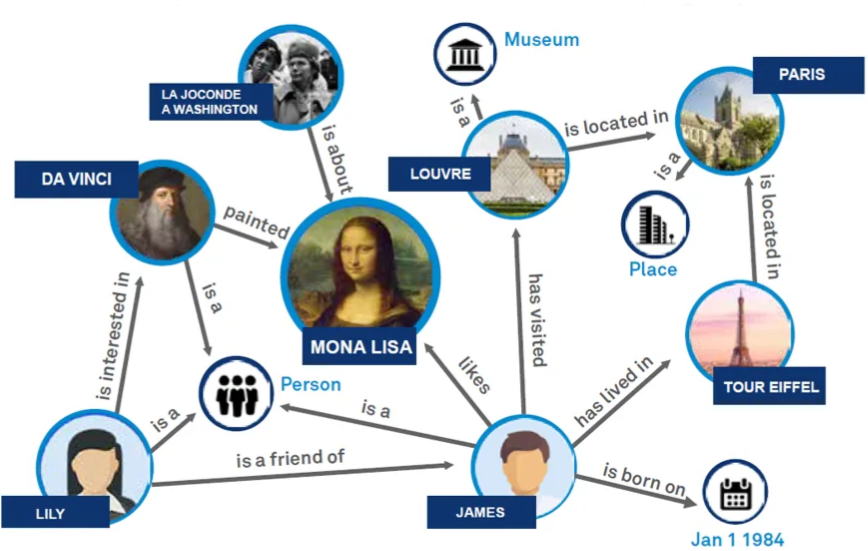 Museum
PARIS
LA JOCONDE
A WASHINGTON
is a
is located in
is about
LOUVRE
is a
DA VINCI
painted
is located in
Place
is a
has visited
is interested in
MONA LISA
likes
has lived in
TOUR EIFFEL
Person
is a
is a
is a friend of
is born on
LILY
JAMES
Jan 1 1984